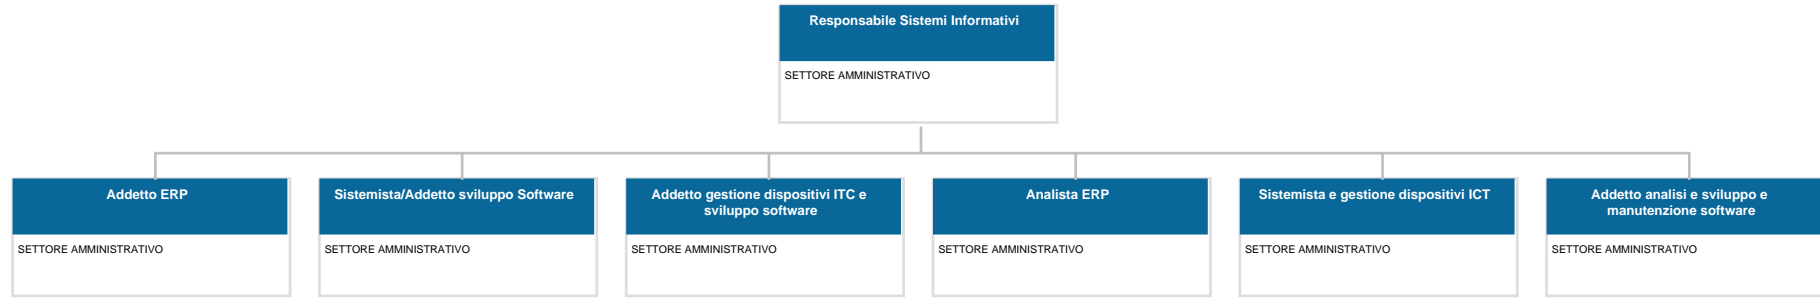 Responsabile Sistemi Informativi
SETTORE AMMINISTRATIVO
Addetto ERP
SETTORE AMMINISTRATIVO
Sistemista/Addetto sviluppo Software
SETTORE AMMINISTRATIVO
Addetto gestione dispositivi ITC e
sviluppo software
SETTORE AMMINISTRATIVO
Analista ERP
SETTORE AMMINISTRATIVO
Sistemista e gestione dispositivi ICT
SETTORE AMMINISTRATIVO
Addetto analisi e sviluppo e
manutenzione software
SETTORE AMMINISTRATIVO